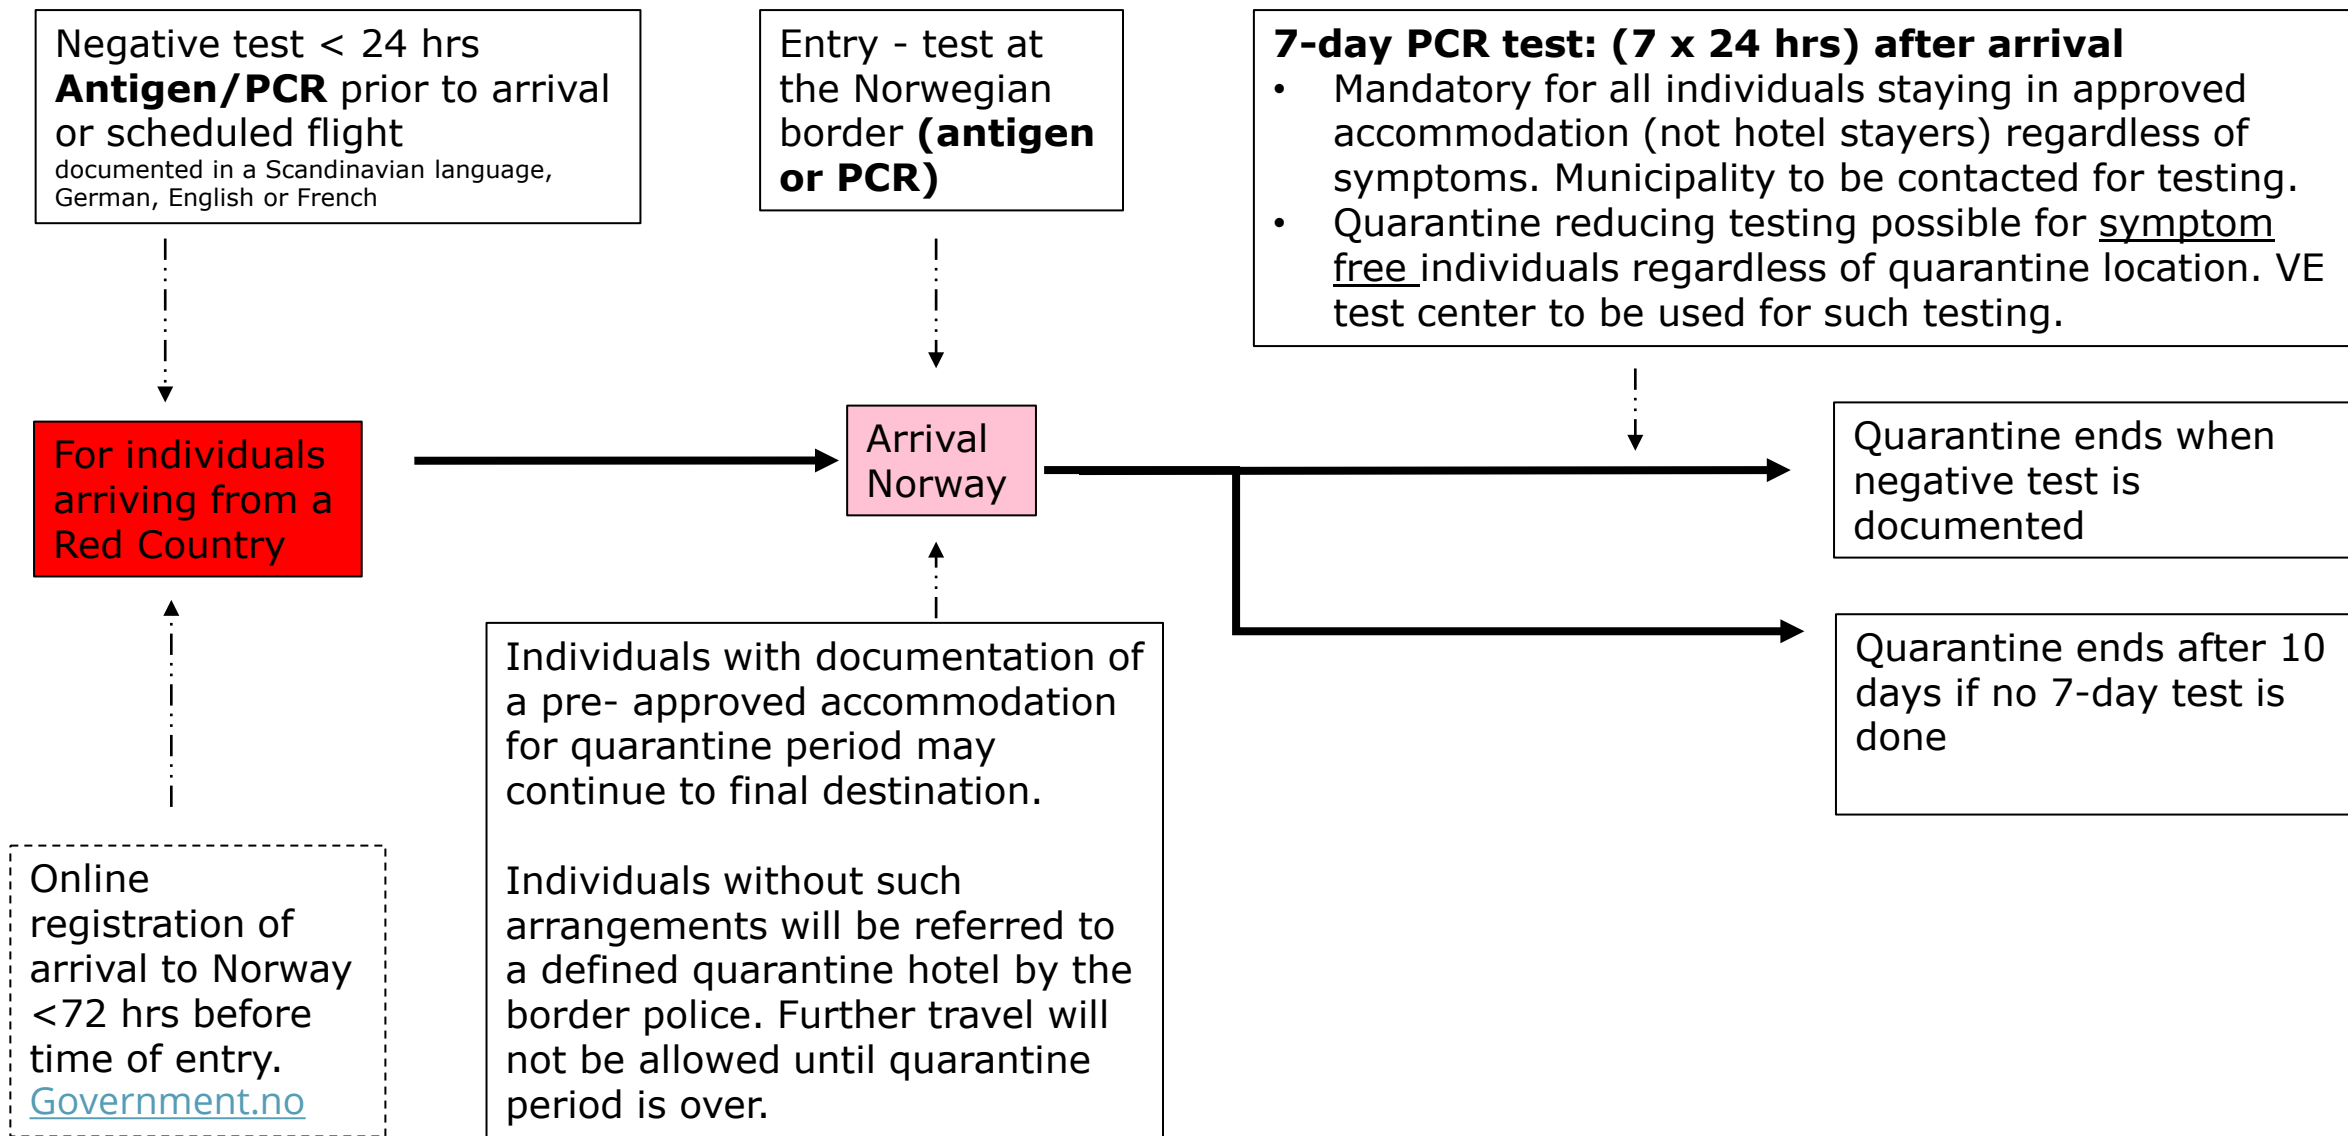 Negative test < 24 hrs
Antigen/PCR prior to arrival
or scheduled flight
documented in a Scandinavian language,
German, English or French
Entry - test at
the Norwegian
border (antigen
or PCR)
7-day PCR test: (7 x 24 hrs) after arrival
• Mandatory for all individuals staying in approved
accommodation (not hotel stayers) regardless of
symptoms. Municipality to be contacted for testing.
• Quarantine reducing testing possible for symptom
free individuals regardless of quarantine location. VE
test center to be used for such testing.
For individuals
arriving from a
Red Country
Arrival
Norway
Quarantine ends when
negative test is
documented
Quarantine ends after 10
days if no 7-day test is
done
Individuals with documentation of
a pre- approved accommodation
for quarantine period may
continue to final destination.
Individuals without such
arrangements will be referred to
a defined quarantine hotel by the
border police. Further travel will
not be allowed until quarantine
period is over.
Online
registration of
arrival to Norway
<72 hrs before
time of entry.
Government.no